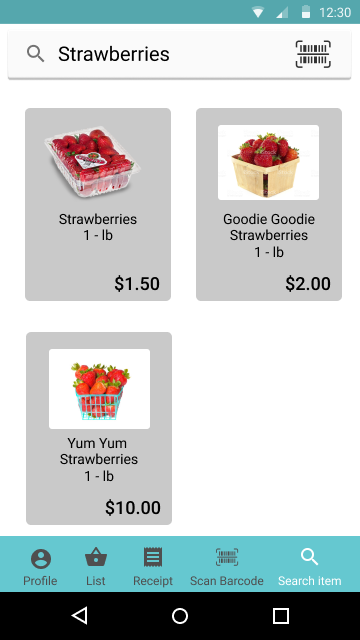 12:30
Strawberries
Strawberries
1 - lb
$1.50
Goodie Goodie
Strawberries
1 - lb
$2.00
Yum Yum
Strawberries
1 - lb
$10.00
Profile
List
Receipt
Scan Barcode
Search item